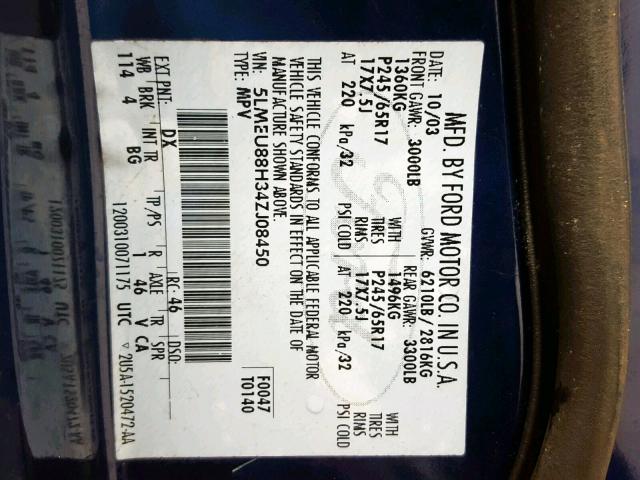 MFD. BY FORD MOTOR CO. IN U.S.A.
DATE: 10/03 GVWR: 6210LB / 2816KG
FRONT GAWR: 3000LB REAR GAWR: 3300LB
1360KG WITH 1496KG WITH
P245/65R17 TIRES P245/65R17 TIRES
17X7.5J RIMS 17X7.5J RIMS
AT 220 kPa/32 PSI COLD AT 220 kPa/32 PSI COLD
THIS VEHICLE CONFORMS TO ALL APPLICABLE FEDERAL MOTOR
VEHICLE SAFETY STANDARDS IN EFFECT ON THE DATE OF
MANUFACTURE SHOWN ABOVE.
VIN: 5LMEU88H34ZJ08450 F0047
TYPE: MPV T0140
EXT PNT: DX RC: 46 DSO:
WB BRK INT TR TP/PS R AXLE TR SPR
114 4 BG 1 46 V CA
1200310071175 UTC ▽ 2U5A-1520472-AA